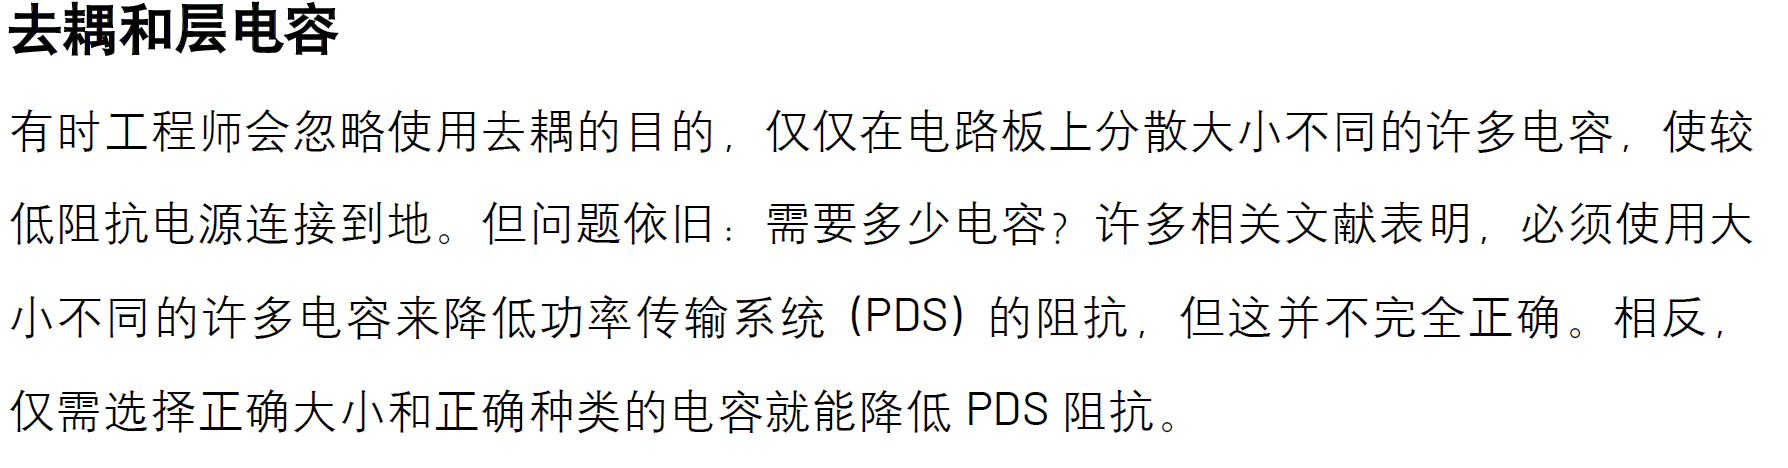 去耦和层电容
有时工程师会忽略使用去耦的目的，仅仅在电路板上分散大小不同的许多电容，使较
低阻抗电源连接到地。但问题依旧：需要多少电容？许多相关文献表明，必须使用大
小不同的许多电容来降低功率传输系统 (PDS) 的阻抗，但这并不完全正确。相反，
仅需选择正确大小和正确种类的电容就能降低 PDS 阻抗。